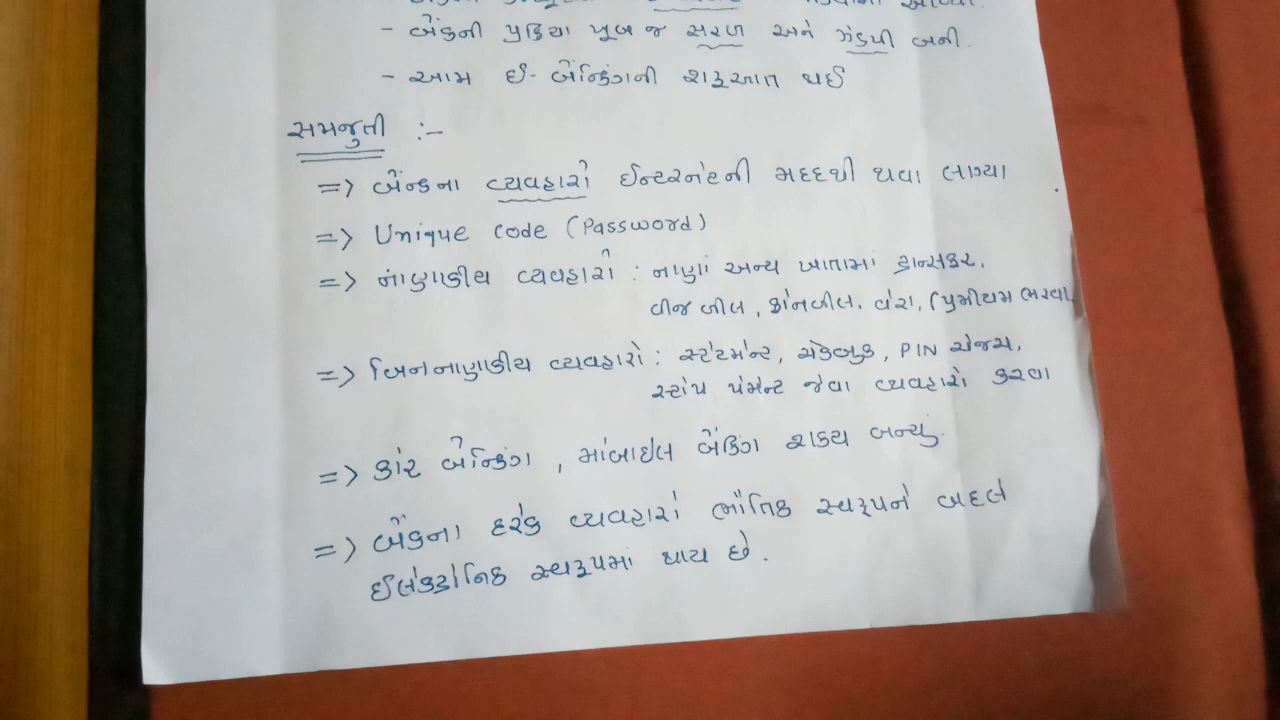 - બેંકની પ્રક્રિયા ખૂબ જ સરળ અને ઝડપી બની.
- આમ ઈ-બેન્કિંગની શરૂઆત થઈ
સમજુતી :-
=> બેન્કના વ્યવહારો ઈન્ટરનેટની મદદથી થવા લાગ્યા
=> Unique code (Password)
=> નાણાકીય વ્યવહારો : નાણાં અન્ય ખાતામાં ટ્રાન્સફર,
વીજ બીલ, ફોનબીલ. વેરા, પ્રિમીયમ ભરવા,
=> બિનનાણાકીય વ્યવહારો : સ્ટેટમેન્ટ, ચેકબુક, PIN ચેન્જ,
સ્ટોપ પેમેન્ટ જેવા વ્યવહારો કરવા
=> કોર બેન્કિંગ, મોબાઈલ બેંકિંગ શક્ય બન્યું.
=> બેંકના દરેક વ્યવહારો ભૌતિક સ્વરૂપને બદલે
ઈલેક્ટ્રોનિક સ્વરૂપમાં થાય છે.